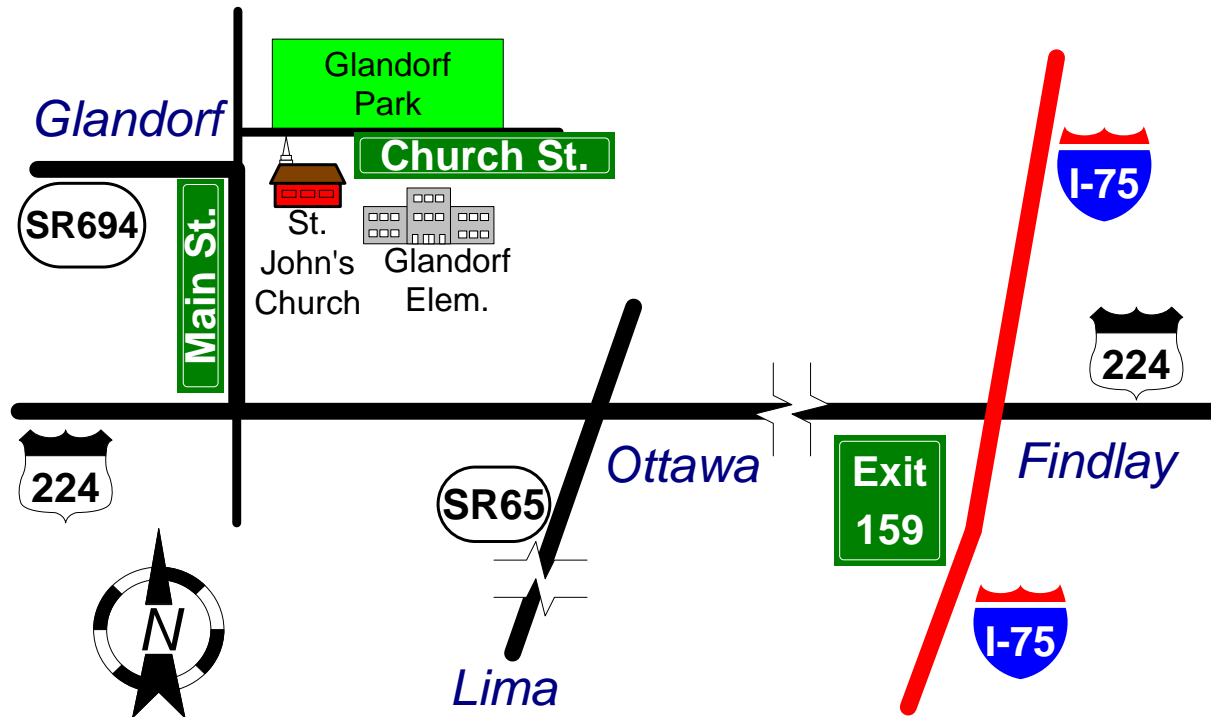 Glandorf
Park
Glandorf
Church St.
I-75
SR694
Main St.
St.
John's
Church
Glandorf
Elem.
224
Ottawa
Findlay
224
SR65
Exit
159
N
I-75
Lima